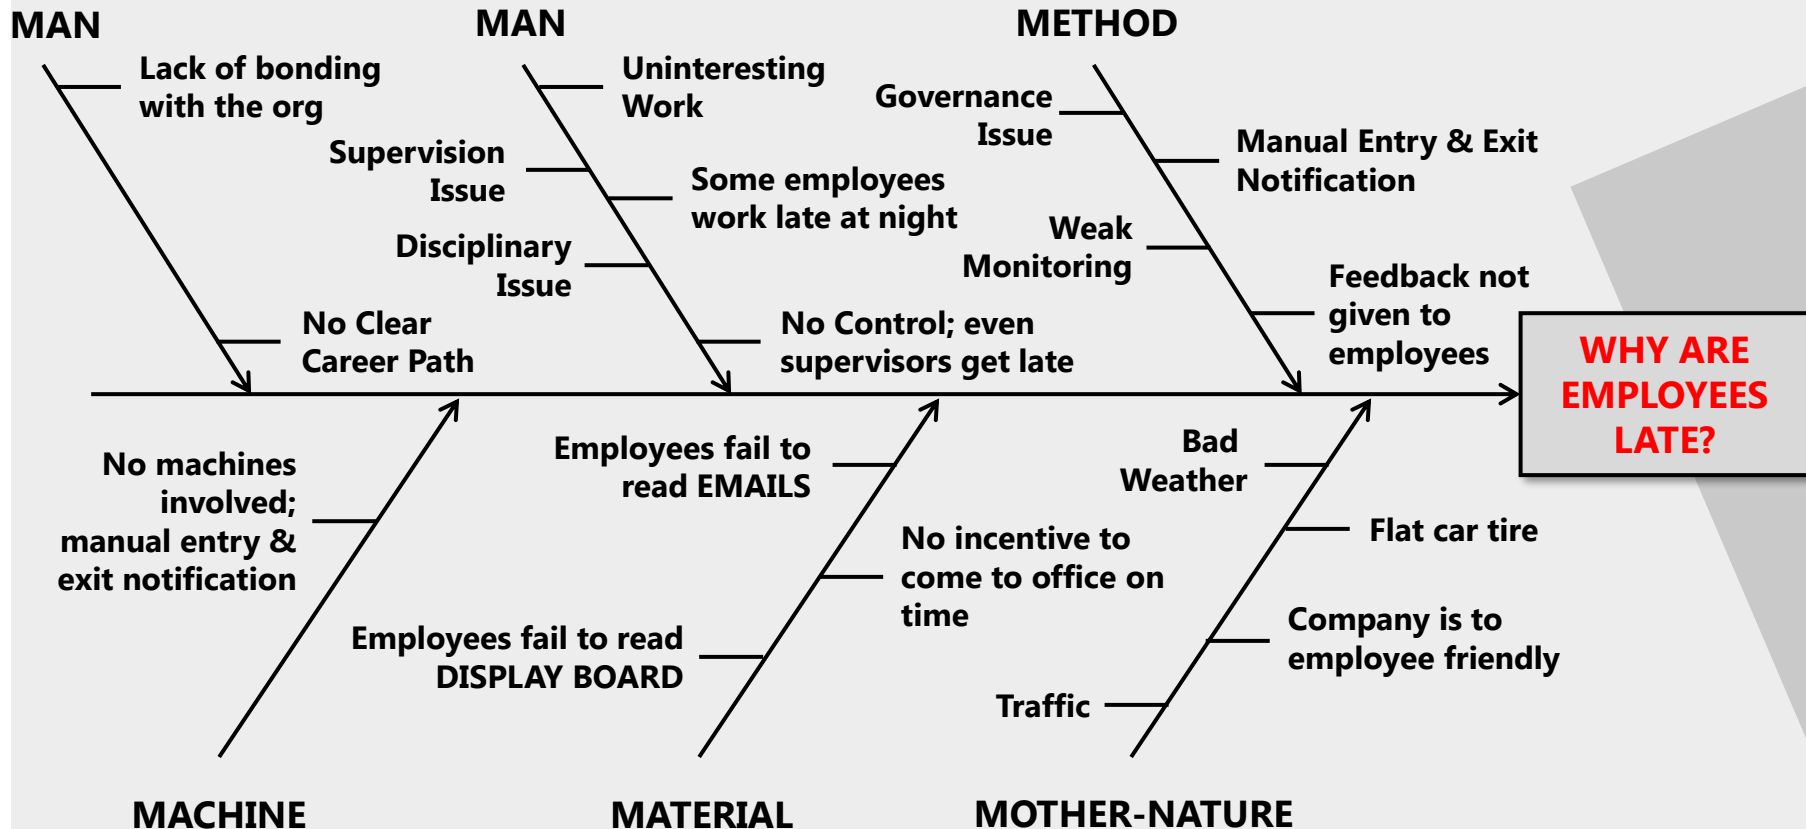 MAN
Lack of bonding
with the org
No Clear
Career Path
MAN
Uninteresting
Work
Supervision
Issue
Some employees
work late at night
Disciplinary
Issue
No Control; even
supervisors get late
METHOD
Governance
Issue
Manual Entry & Exit
Notification
Weak
Monitoring
Feedback not
given to
employees
WHY ARE
EMPLOYEES
LATE?
No machines
involved;
manual entry &
exit notification
MACHINE
Employees fail to
read EMAILS
No incentive to
come to office on
time
Employees fail to read
DISPLAY BOARD
MATERIAL
Bad
Weather
Flat car tire
Company is to
employee friendly
Traffic
MOTHER-NATURE